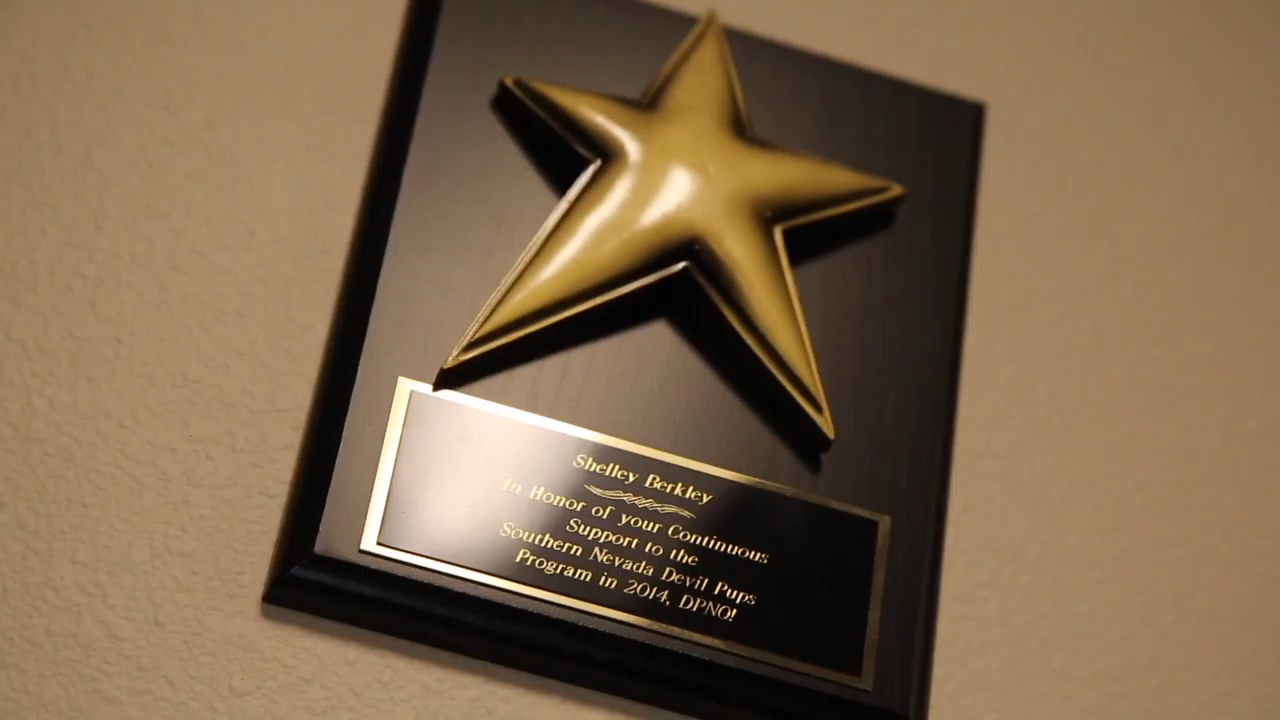 Shelley Berkley
In Honor of your Continuous
Support to the
Southern Nevada Devil Pups
Program in 2014, DPNO!